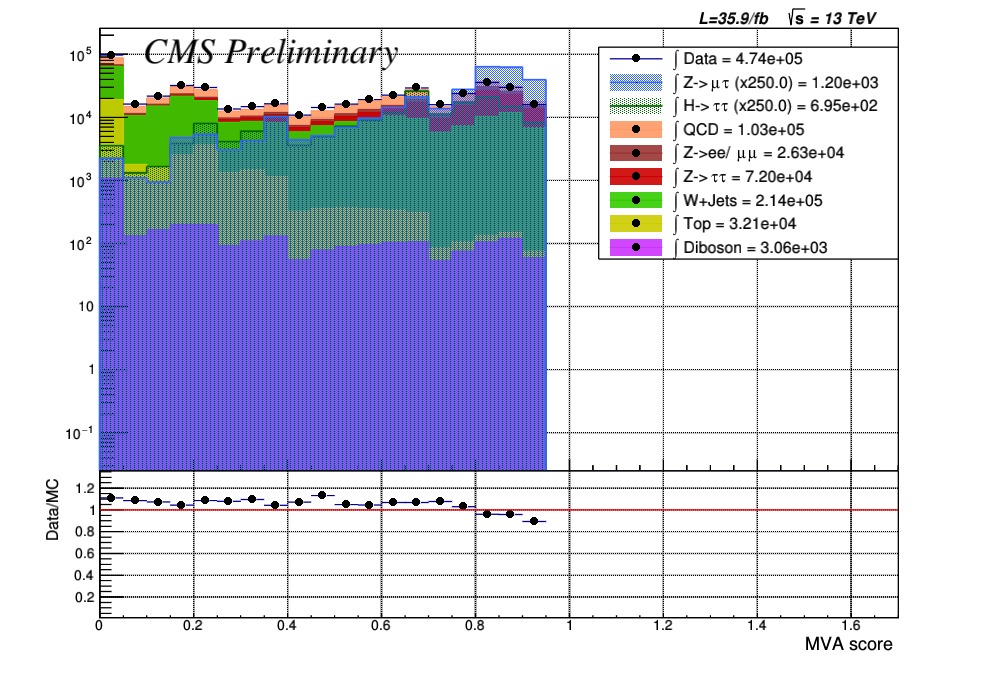 L=35.9/fb √s = 13 TeV
CMS Preliminary
∫ Data = 4.74e+05
∫ Z->μτ (x250.0) = 1.20e+03
∫ H->ττ (x250.0) = 6.95e+02
∫ QCD = 1.03e+05
∫ Z->ee/ μμ = 2.63e+04
∫ Z->ττ = 7.20e+04
∫ W+Jets = 2.14e+05
∫ Top = 3.21e+04
∫ Diboson = 3.06e+03
10⁵
10⁴
10³
10²
10
1
10⁻¹
Data/MC
1.2
1
0.8
0.6
0.4
0.2
0 0.2 0.4 0.6 0.8 1 1.2 1.4 1.6
MVA score